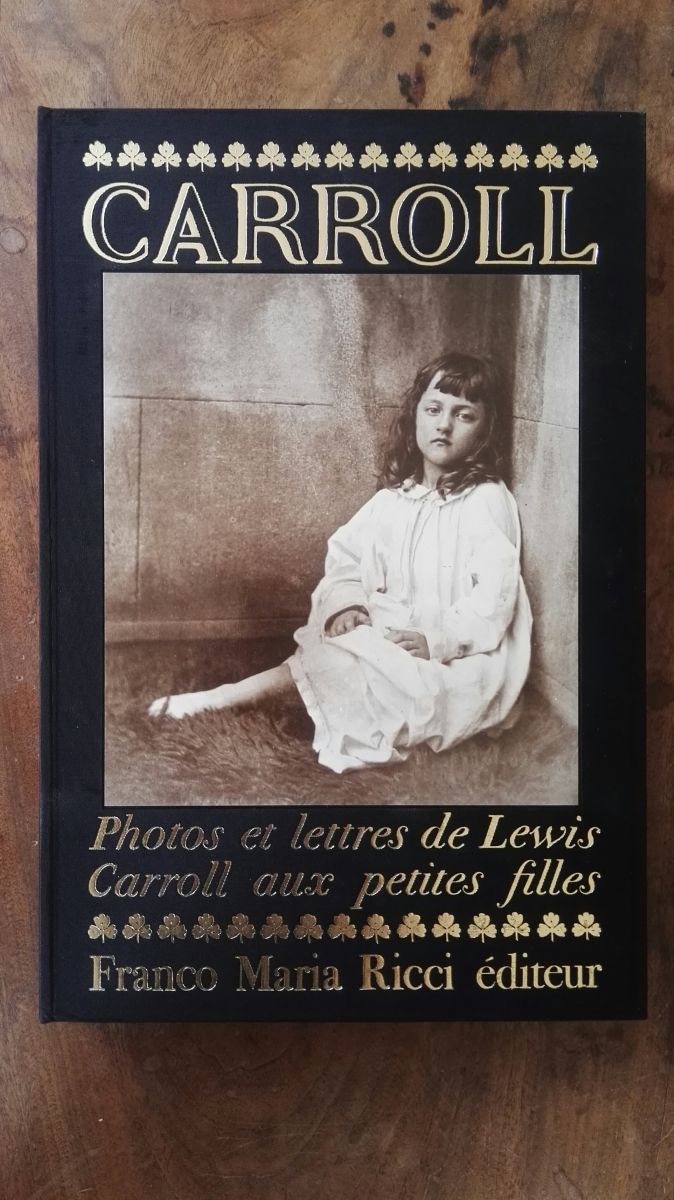 CARROLL
Photos et lettres de Lewis
Carroll aux petites filles
Franco Maria Ricci éditeur